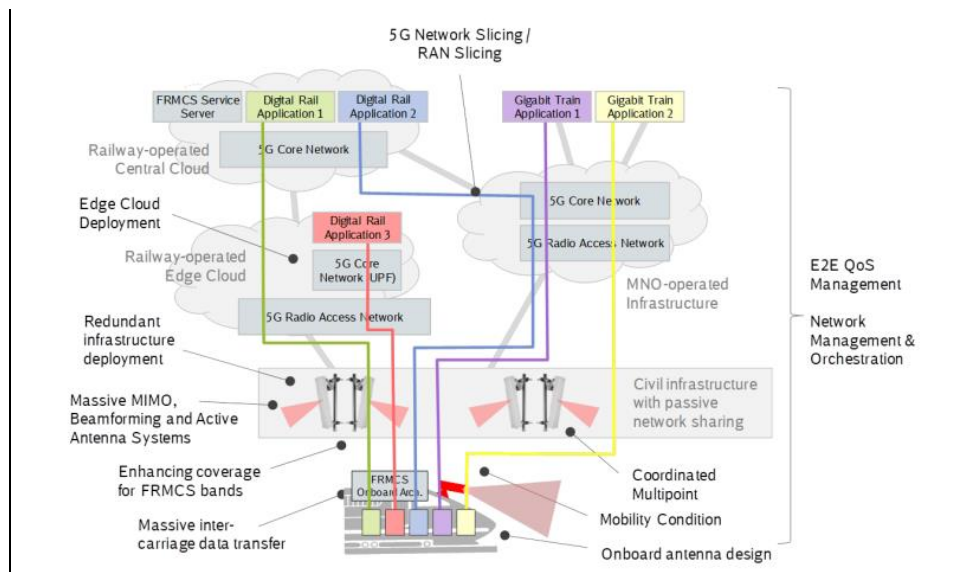 5G Network Slicing /
RAN Slicing
FRMCS Service
Server
Digital Rail
Application 1
Digital Rail
Application 2
Gigabit Train
Application 1
Gigabit Train
Application 2
Railway-operated
Central Cloud
5G Core Network
Edge Cloud
Deployment
Digital Rail
Application 3
5G Core Network
5G Radio Access Network
Railway-operated
Edge Cloud
5G Core
Network (UPF)
MNO-operated
Infrastructure
E2E QoS
Management
5G Radio Access Network
Redundant
infrastructure
deployment
Network
Management &
Orchestration
Massive MIMO,
Beamforming and Active
Antenna Systems
Civil infrastructure
with passive
network sharing
Enhancing coverage
for FRMCS bands
FRMCS
Onboard Arch.
Coordinated
Multipoint
Massive inter-
carriage data transfer
Mobility Condition
Onboard antenna design